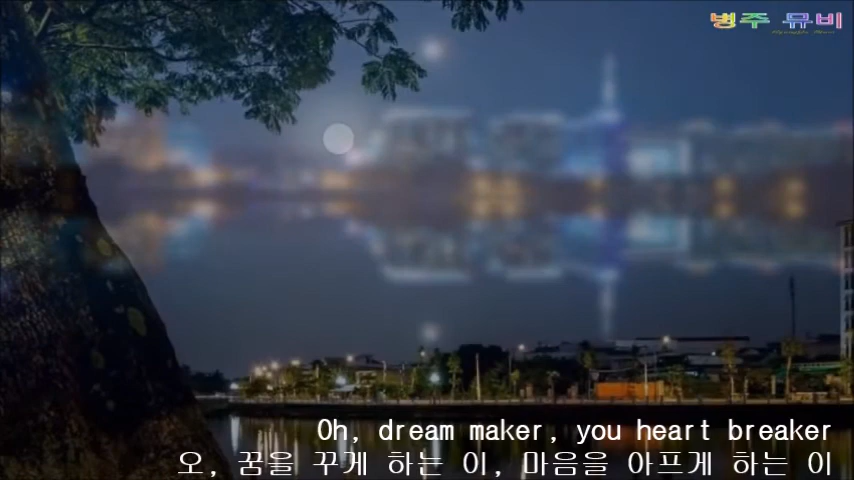 병주 뮤비
Oh, dream maker, you heart breaker
오, 꿈을 꾸게 하는 이, 마음을 아프게 하는 이